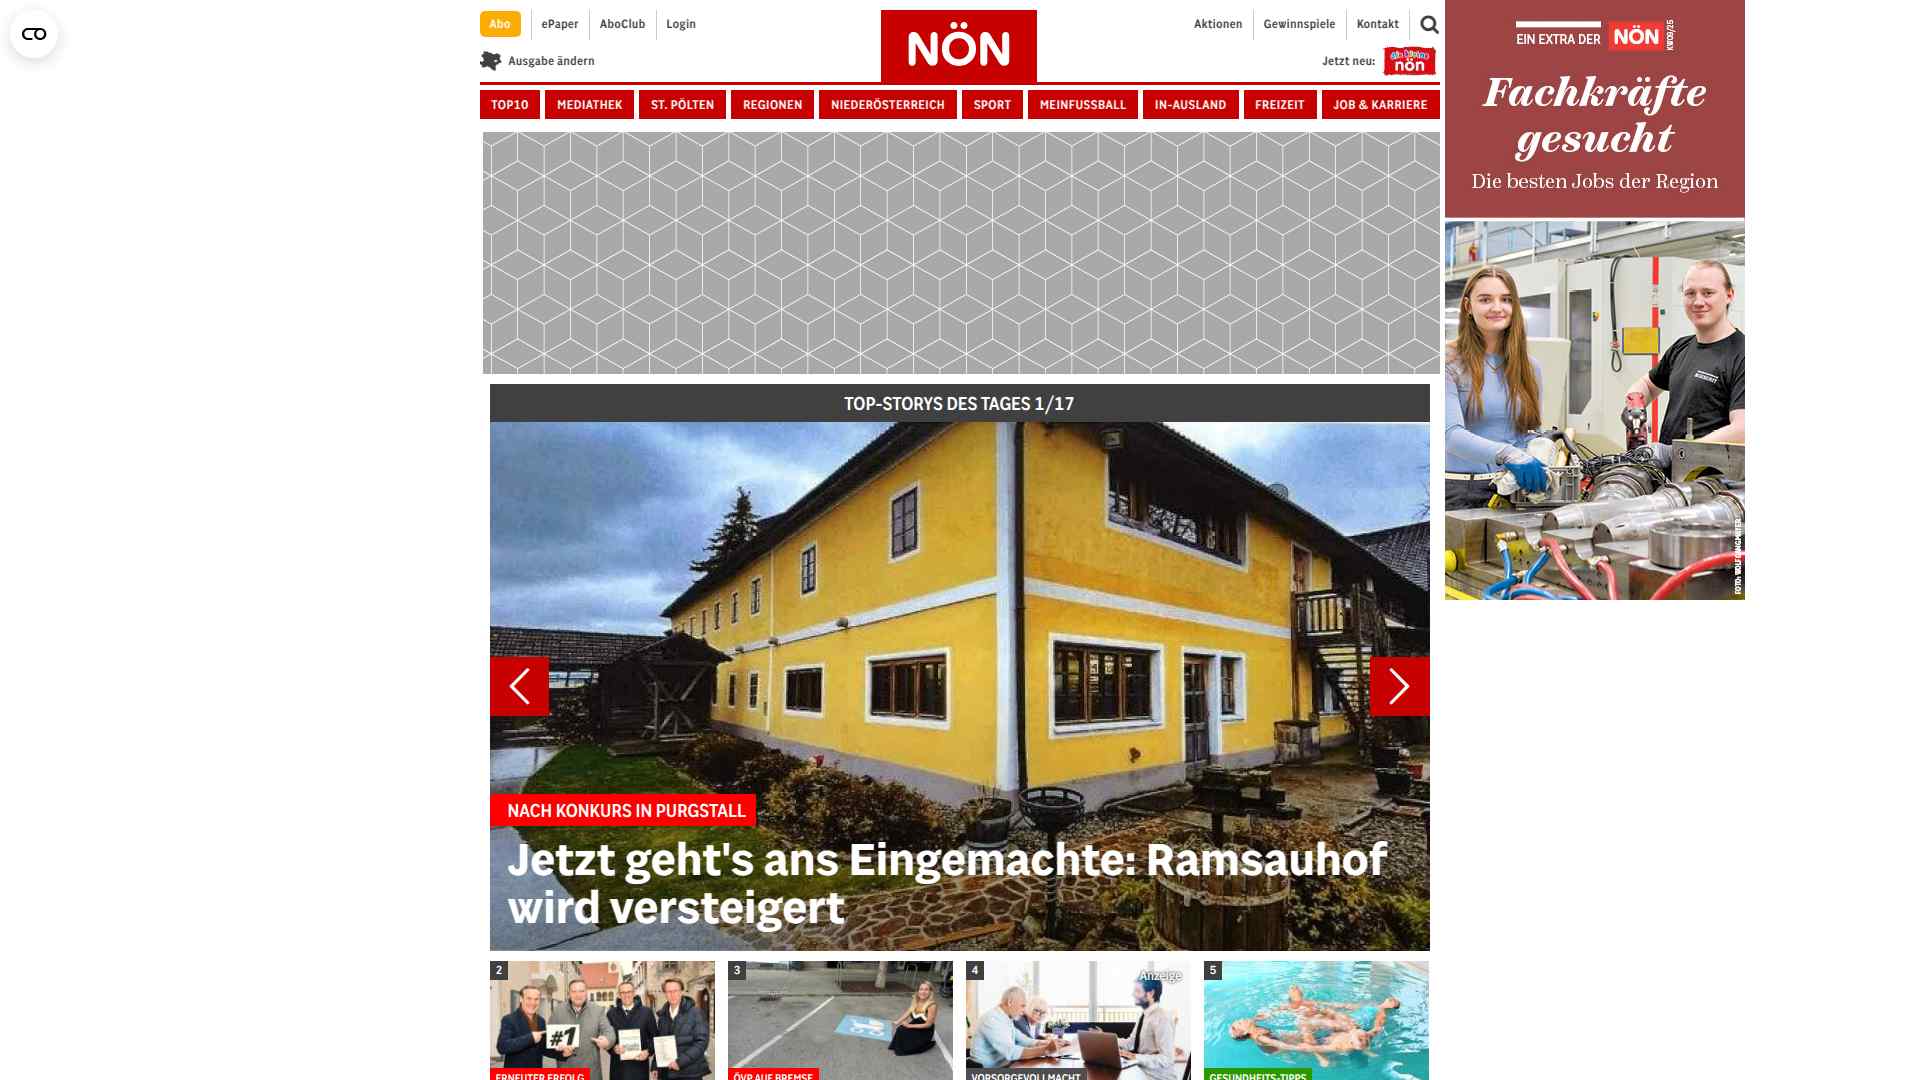 Abo
ePaper
AboClub
Login
NÖN
Aktionen
Gewinnspiele
Kontakt
Ausgabe ändern
Jetzt neu:
die kleine
nön
TOP10
MEDIATHEK
ST. PÖLTEN
REGIONEN
NIEDERÖSTERREICH
SPORT
MEINFUSSBALL
IN-AUSLAND
FREIZEIT
JOB & KARRIERE
EIN EXTRA DER NÖN
KW09/25
Fachkräfte
gesucht
Die besten Jobs der Region
TOP-STORYS DES TAGES 1/17
NACH KONKURS IN PURGSTALL
Jetzt geht's ans Eingemachte: Ramsauhof
wird versteigert
2
#1
ERNEUTER ERFOLG
3
ÖVP AUF BREMSE
4
Anzeige
VORSORGEVOLLMACHT
5
GESUNDHEITS-TIPPS